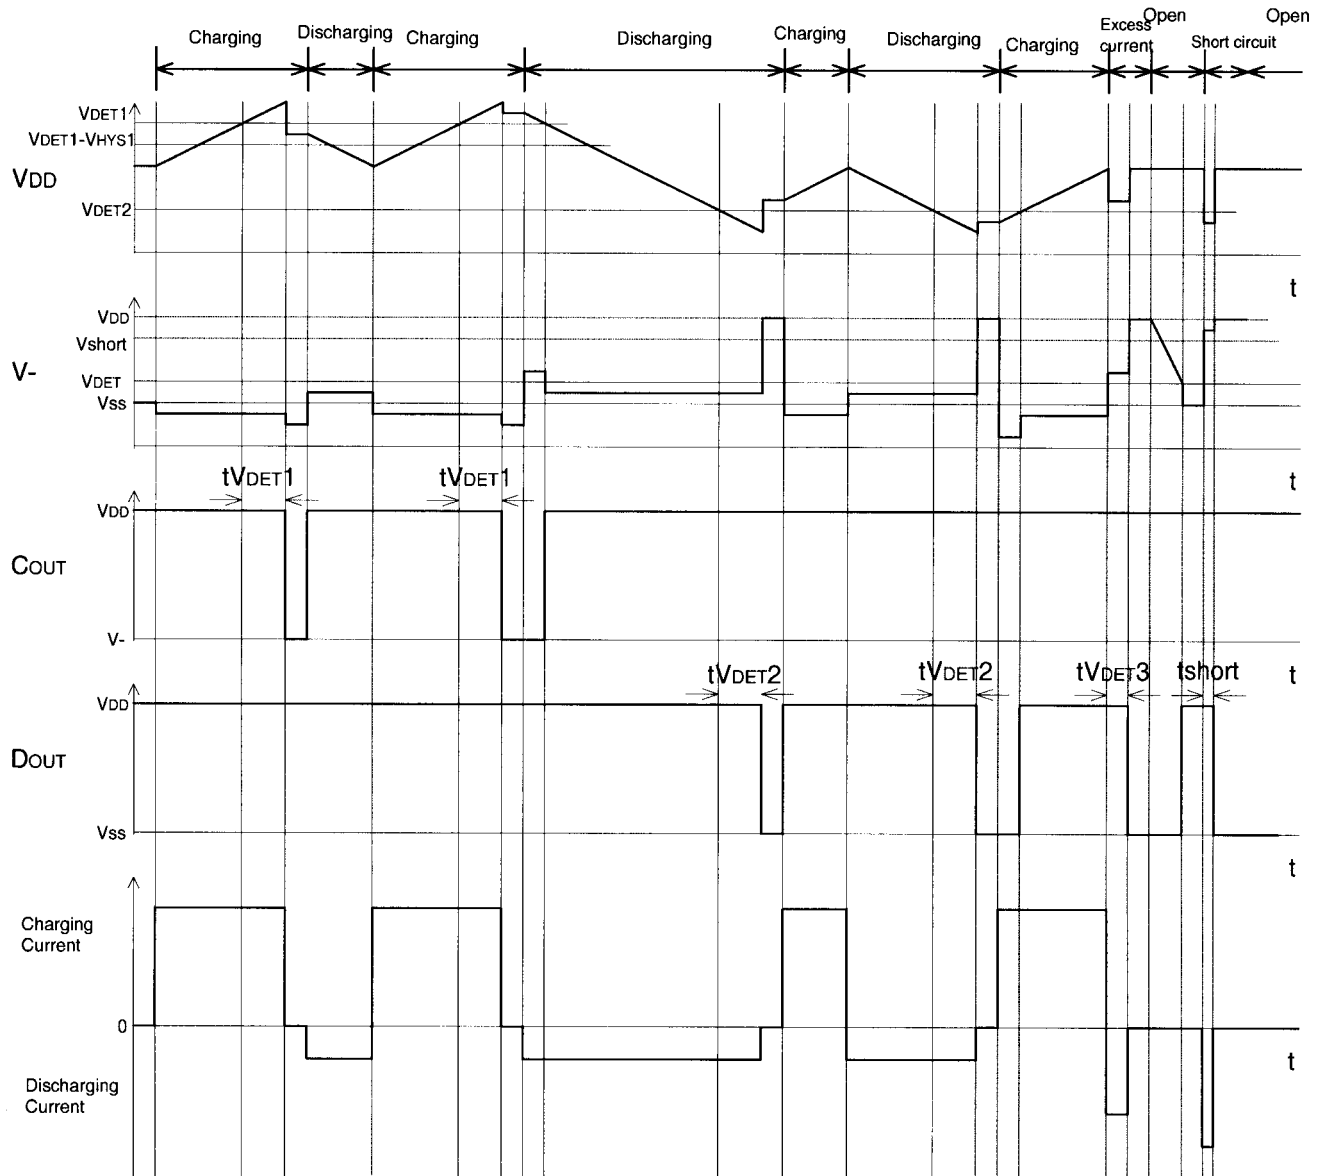 Open Open
Charging Discharging Charging Discharging Charging Discharging Charging Excess current Short circuit
VDET1
VDET1-VHYS1
VDD
VDET2
t
VDD
Vshort
V-
VDET
VSS
tVDET1 tVDET1 t
VDD
COUT
V-
tVDET2 tVDET2 tVDET3 tshort t
VDD
DOUT
VSS
t
Charging
Current
0
t
Discharging
Current